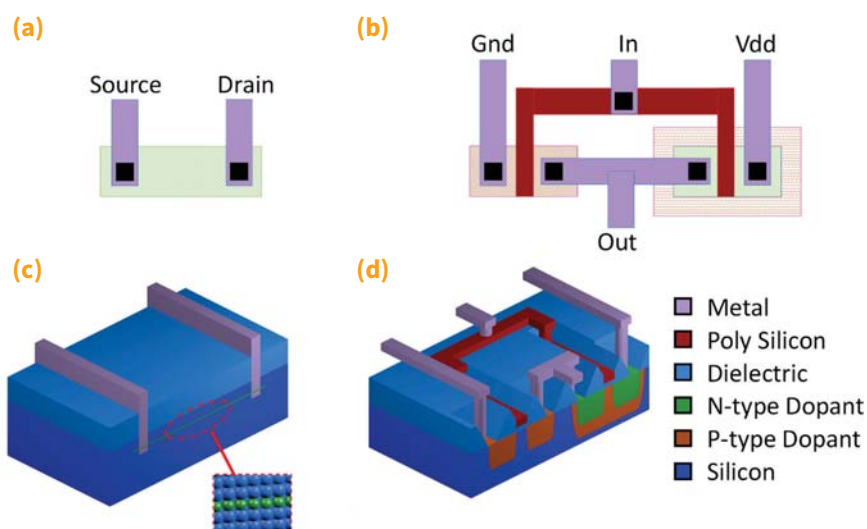 (a)
Source Drain
(b)
Gnd In Vdd
Out
(c)
(d)
Metal
Poly Silicon
Dielectric
N-type Dopant
P-type Dopant
Silicon